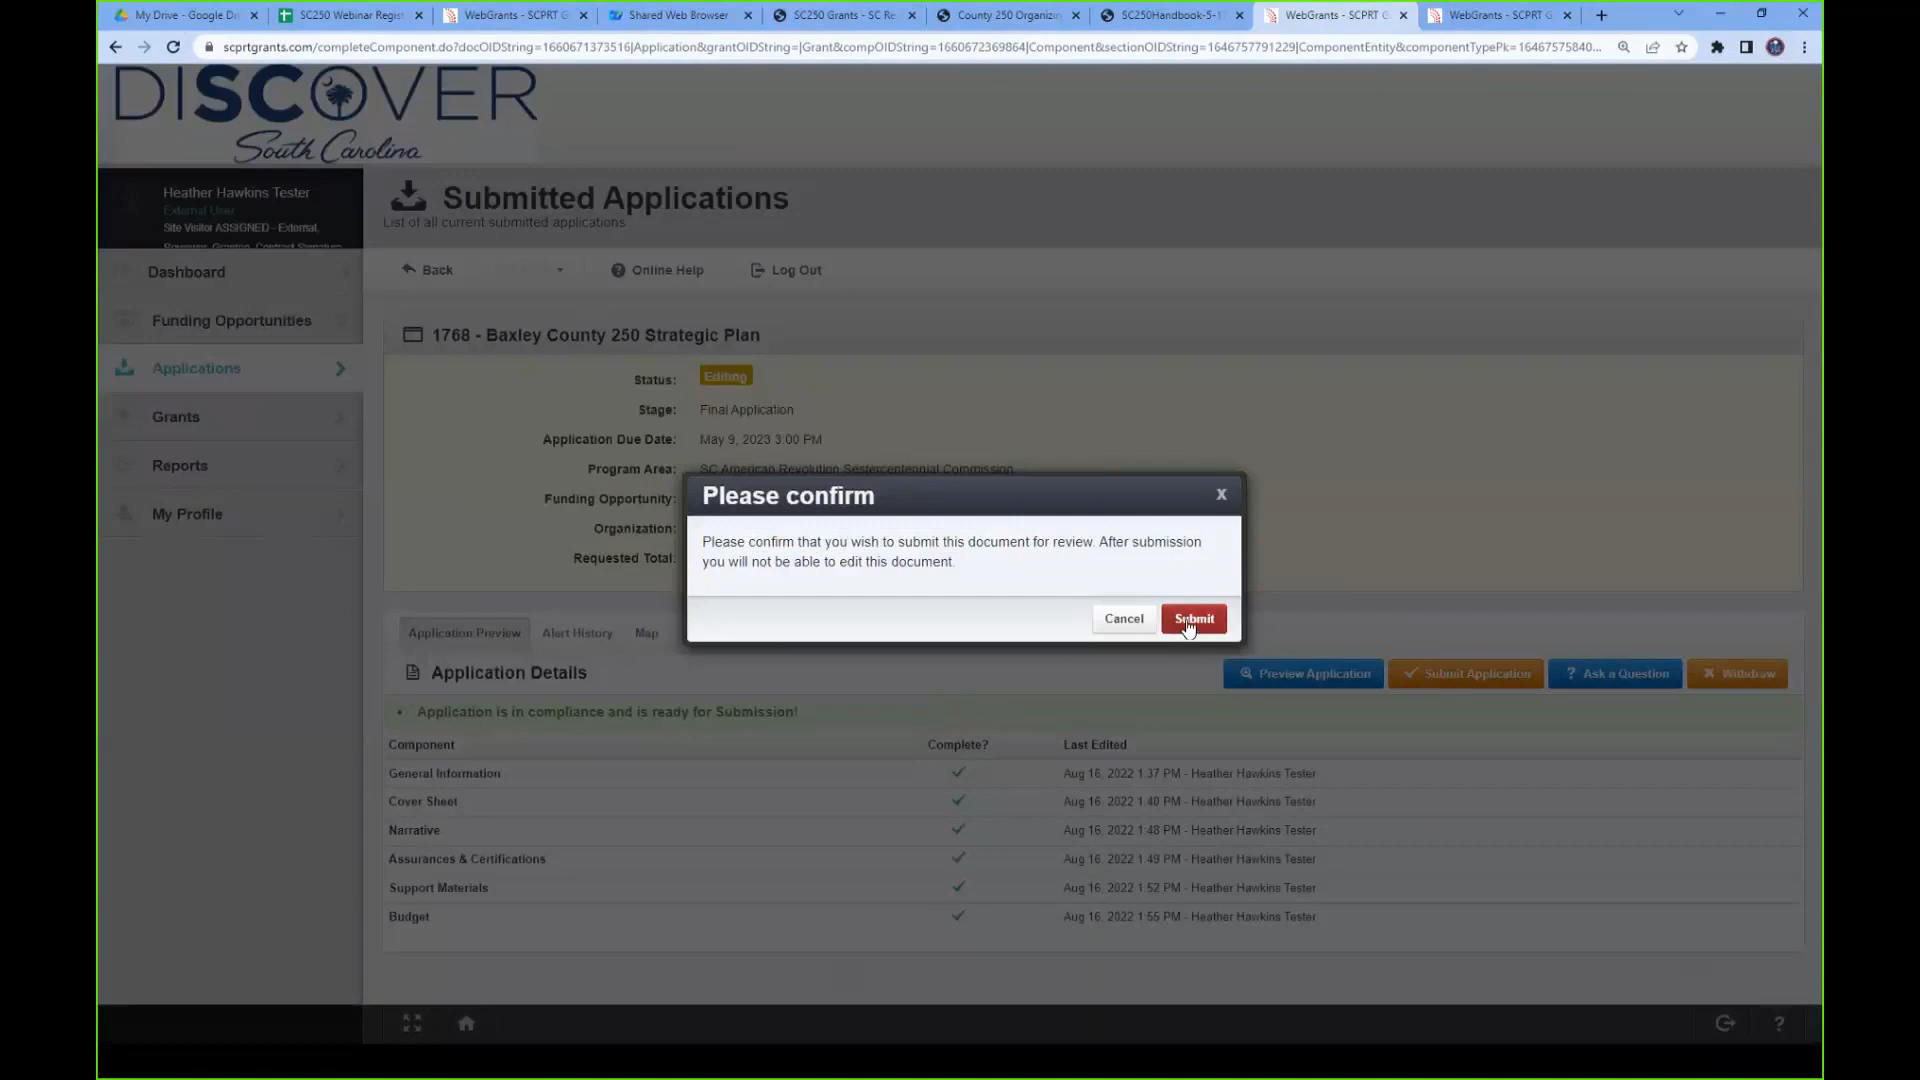 My Drive - Google Dr
SC250 Webinar Regist
WebGrants - SCPRT G
Shared Web Browser
SC250 Grants - SC Re
County 250 Organizin
SC250Handbook-5-1
WebGrants - SCPRT G
WebGrants - SCPRT G
scprtgrants.com/completeComponent.do?docOIDString=1660671373516|Application&grantOIDString=|Grant&compOIDString=1660672369864|Component&sectionOIDString=1646757791229|ComponentEntity&componentTypePk=16467575840...
DISCOVER
South Carolina
Heather Hawkins Tester
External User
Site Visitor ASSIGNED - External,
Reviewer, Grantee, Contract Signature
Dashboard
Funding Opportunities
Applications
Grants
Reports
My Profile
Submitted Applications
List of all current submitted applications
Back
Online Help
Log Out
1768 - Baxley County 250 Strategic Plan
Status: Editing
Stage: Final Application
Application Due Date: May 9, 2023 3:00 PM
Program Area: SC American Revolution Sestercentennial Commission
Funding Opportunity:
Organization:
Requested Total:
Please confirm
X
Please confirm that you wish to submit this document for review. After submission
you will not be able to edit this document.
Cancel
Submit
Application Preview
Alert History
Map
Application Details
Preview Application
Submit Application
? Ask a Question
Withdraw
• Application is in compliance and is ready for Submission!
Component Complete? Last Edited
General Information ✓ Aug 16, 2022 1:37 PM - Heather Hawkins Tester
Cover Sheet ✓ Aug 16, 2022 1:40 PM - Heather Hawkins Tester
Narrative ✓ Aug 16, 2022 1:48 PM - Heather Hawkins Tester
Assurances & Certifications ✓ Aug 16, 2022 1:49 PM - Heather Hawkins Tester
Support Materials ✓ Aug 16, 2022 1:52 PM - Heather Hawkins Tester
Budget ✓ Aug 16, 2022 1:55 PM - Heather Hawkins Tester
?